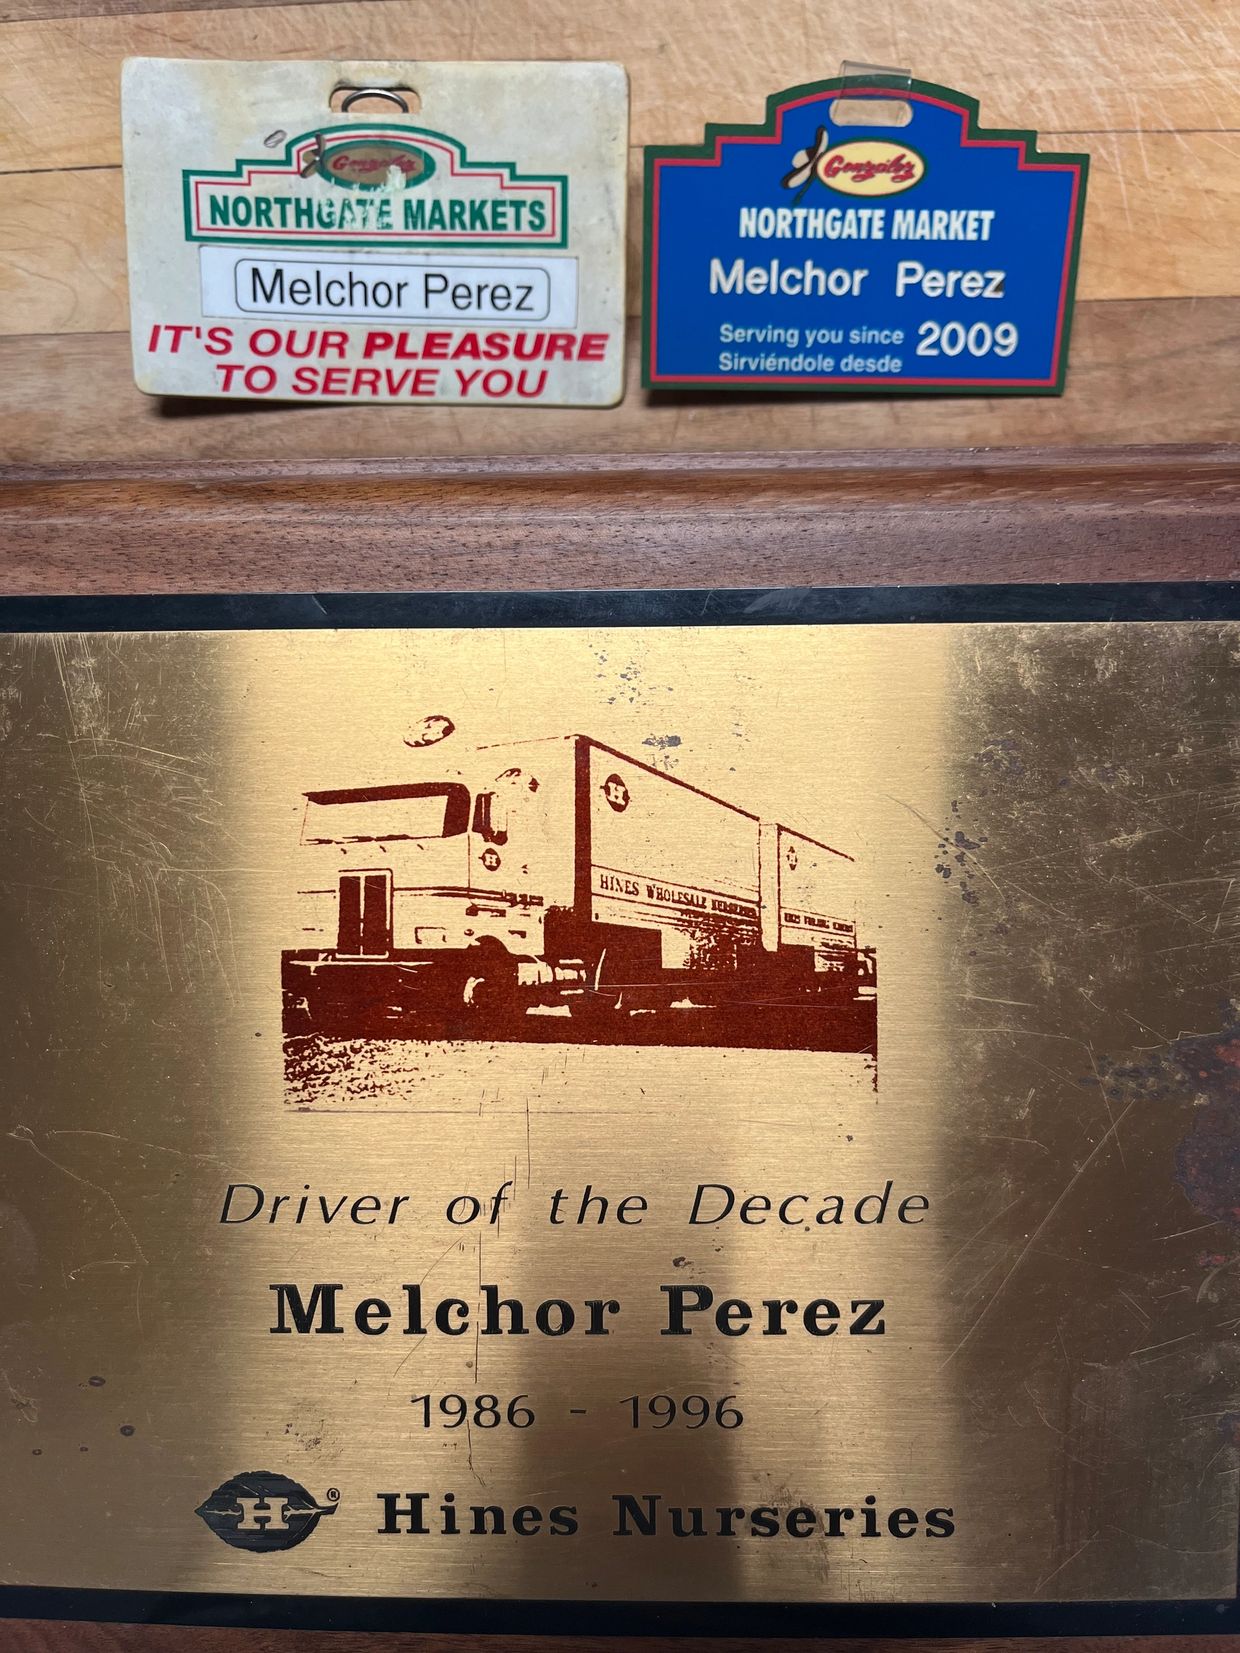 Gonzalez
NORTHGATE MARKETS
Melchor Perez
IT'S OUR PLEASURE
TO SERVE YOU
Gonzalez
NORTHGATE MARKET
Melchor Perez
Serving you since 2009
Sirviéndole desde
H
H
HINES WHOLESALE NURSERIES
Driver of the Decade
Melchor Perez
1986 - 1996
H ® Hines Nurseries